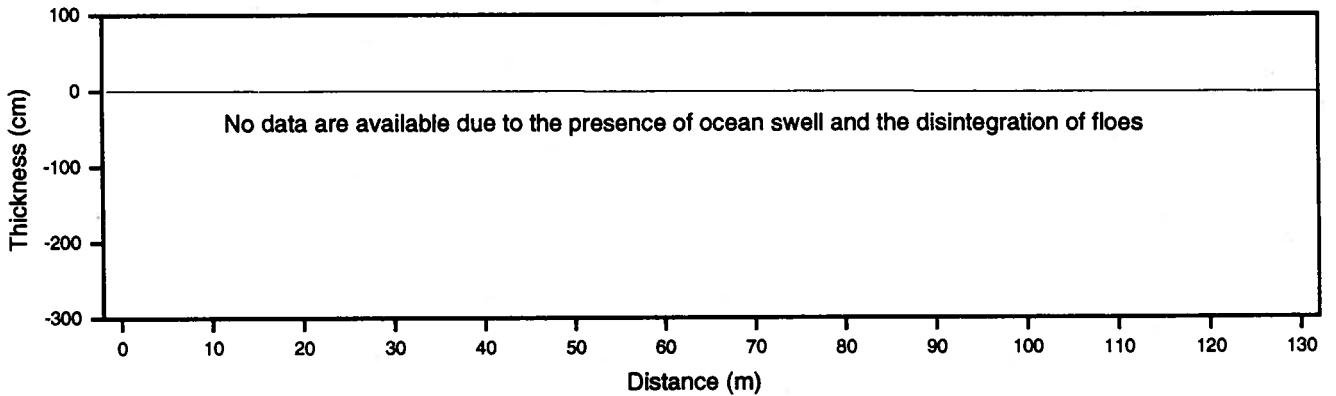 100
0
-100
-200
-300
Thickness (cm)
No data are available due to the presence of ocean swell and the disintegration of floes
0 10 20 30 40 50 60 70 80 90 100 110 120 130
Distance (m)